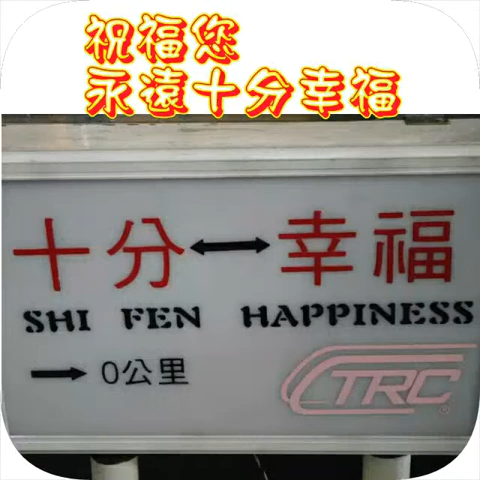 祝福您
永遠十分幸福
十分 ↔ 幸福
SHI FEN HAPPINESS
→ 0公里
CTRC ®